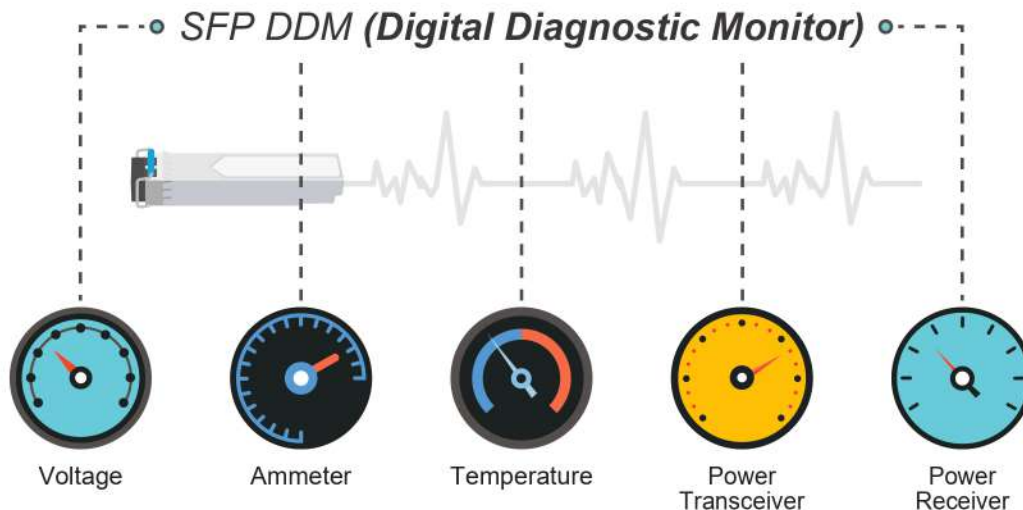 SFP DDM (Digital Diagnostic Monitor)
Voltage
Ammeter
Temperature
Power
Transceiver
Power
Receiver